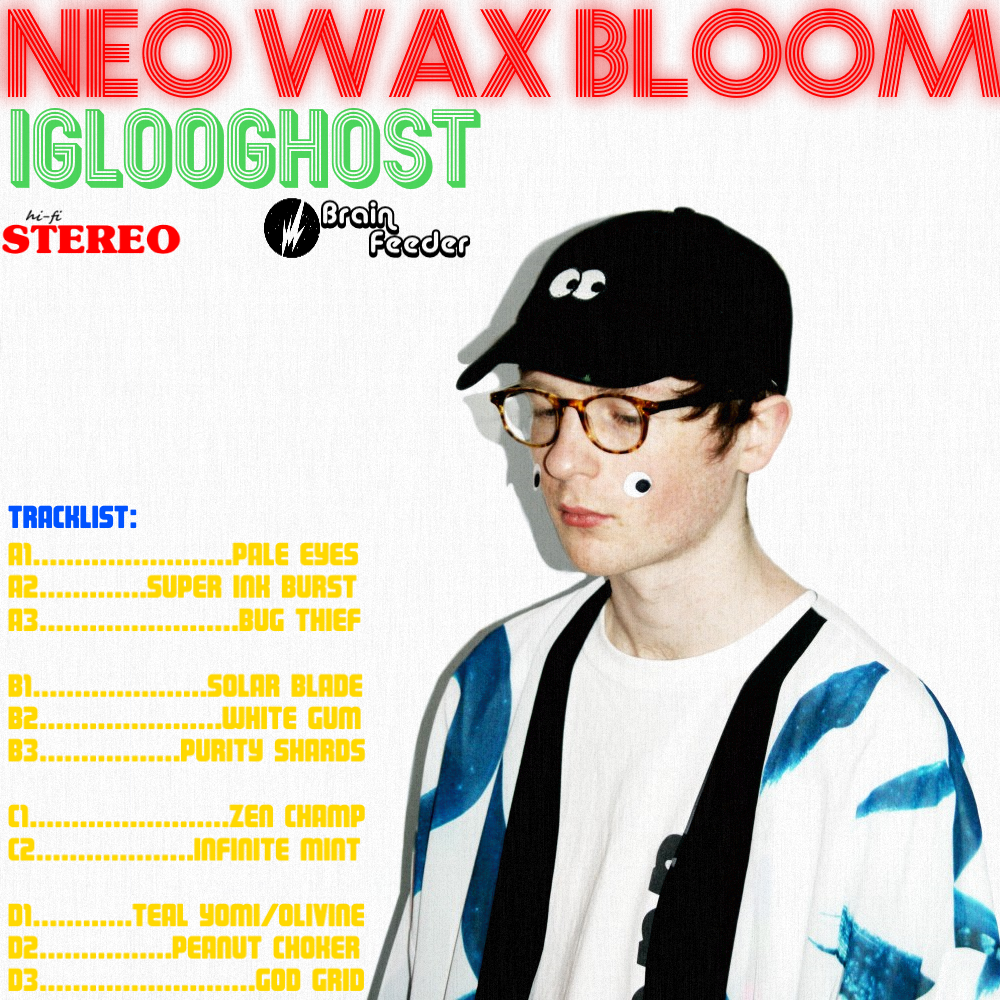 NEO WAX BLOOM
IGLOOGHOST
hi-fi
STEREO
Brain
Feeder
TRACKLIST:
A1........................PALE EYES
A2.............SUPER INK BURST
A3.........................BUG THIEF
B1.....................SOLAR BLADE
B2......................WHITE GUM
B3.................PURITY SHARDS
C1........................ZEN CHAMP
C2...................INFINITE MINT
D1............TEAL YOMI/OLIVINE
D2................PEANUT CHOKER
D3..........................GOD GRID